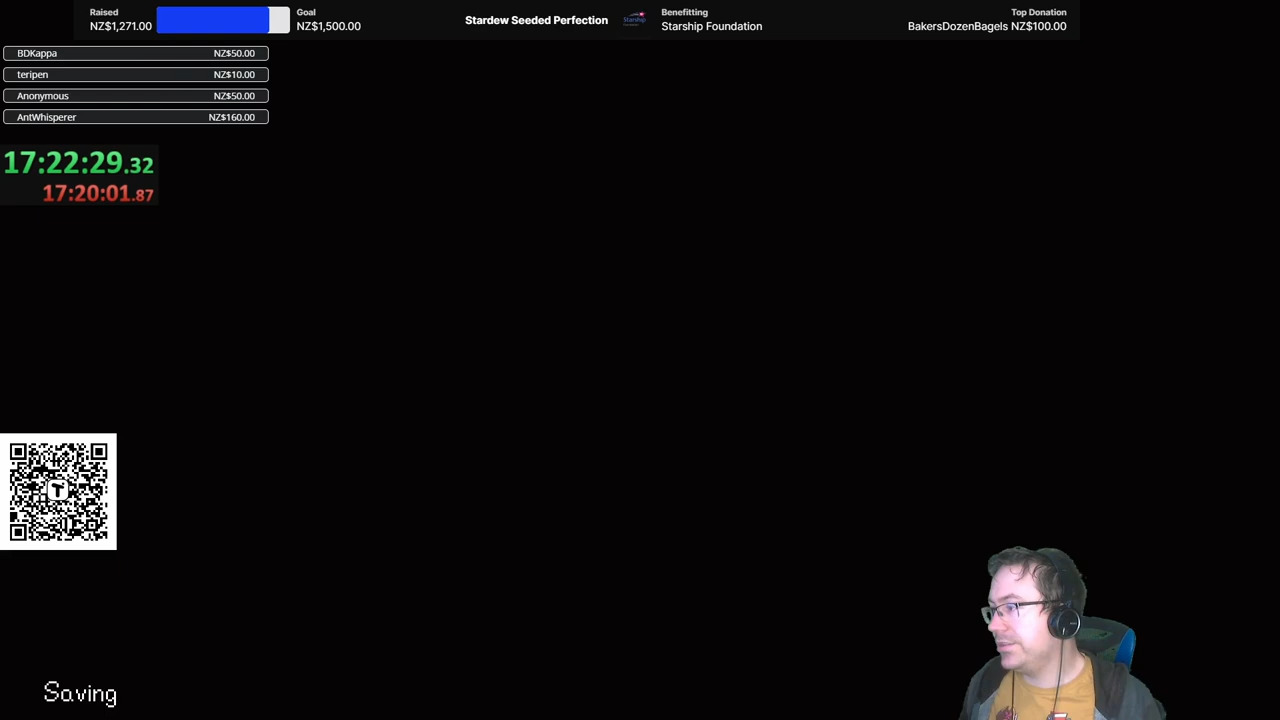 Raised
NZ$1,271.00
Goal
NZ$1,500.00
Stardew Seeded Perfection
Starship
Benefitting
Starship Foundation
Top Donation
BakersDozenBagels NZ$100.00
BDKappa NZ$50.00
teripen NZ$10.00
Anonymous NZ$50.00
AntWhisperer NZ$160.00
17:22:29.32
17:20:01.87
T
Saving